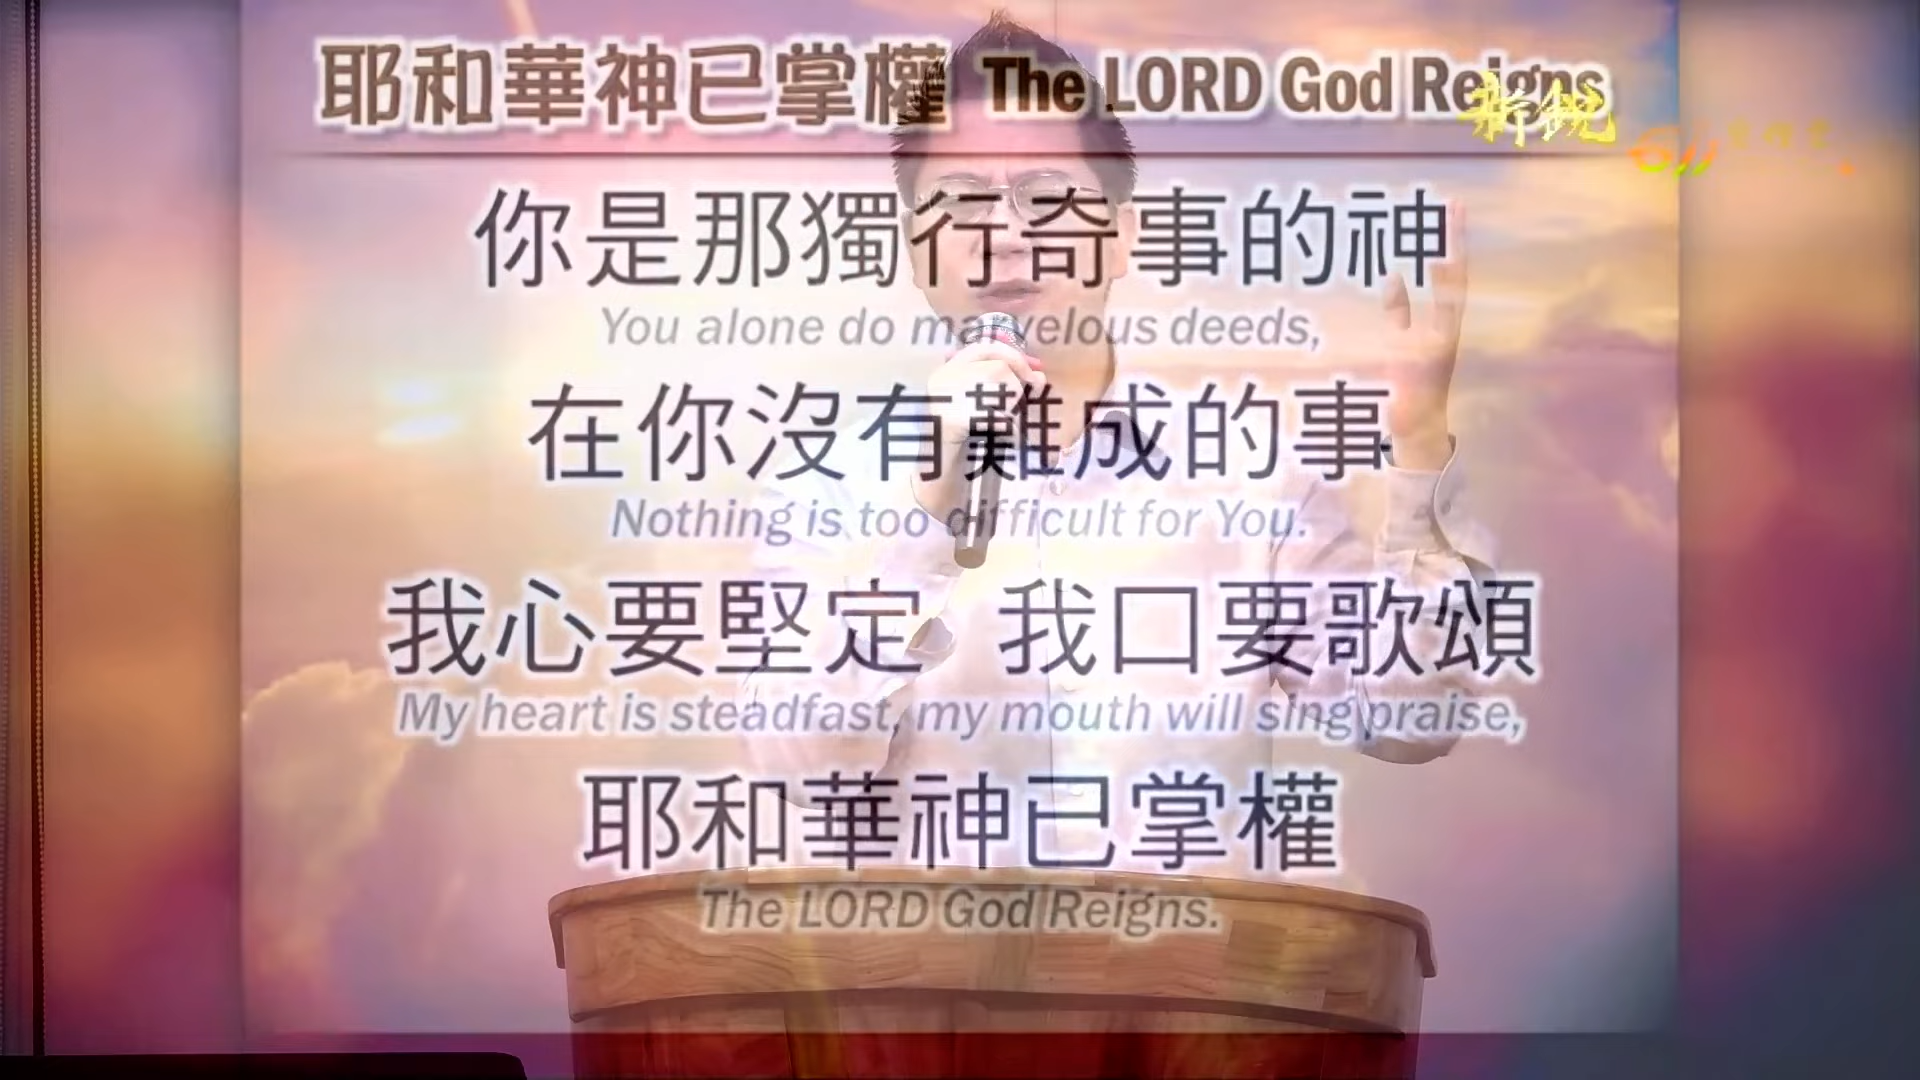 耶和華神已掌權 The LORD God Reigns
新銳
611
你是那獨行奇事的神
You alone do marvelous deeds,
在你沒有難成的事
Nothing is too difficult for You.
我心要堅定 我口要歌頌
My heart is steadfast, my mouth will sing praise,
耶和華神已掌權
The LORD God Reigns.